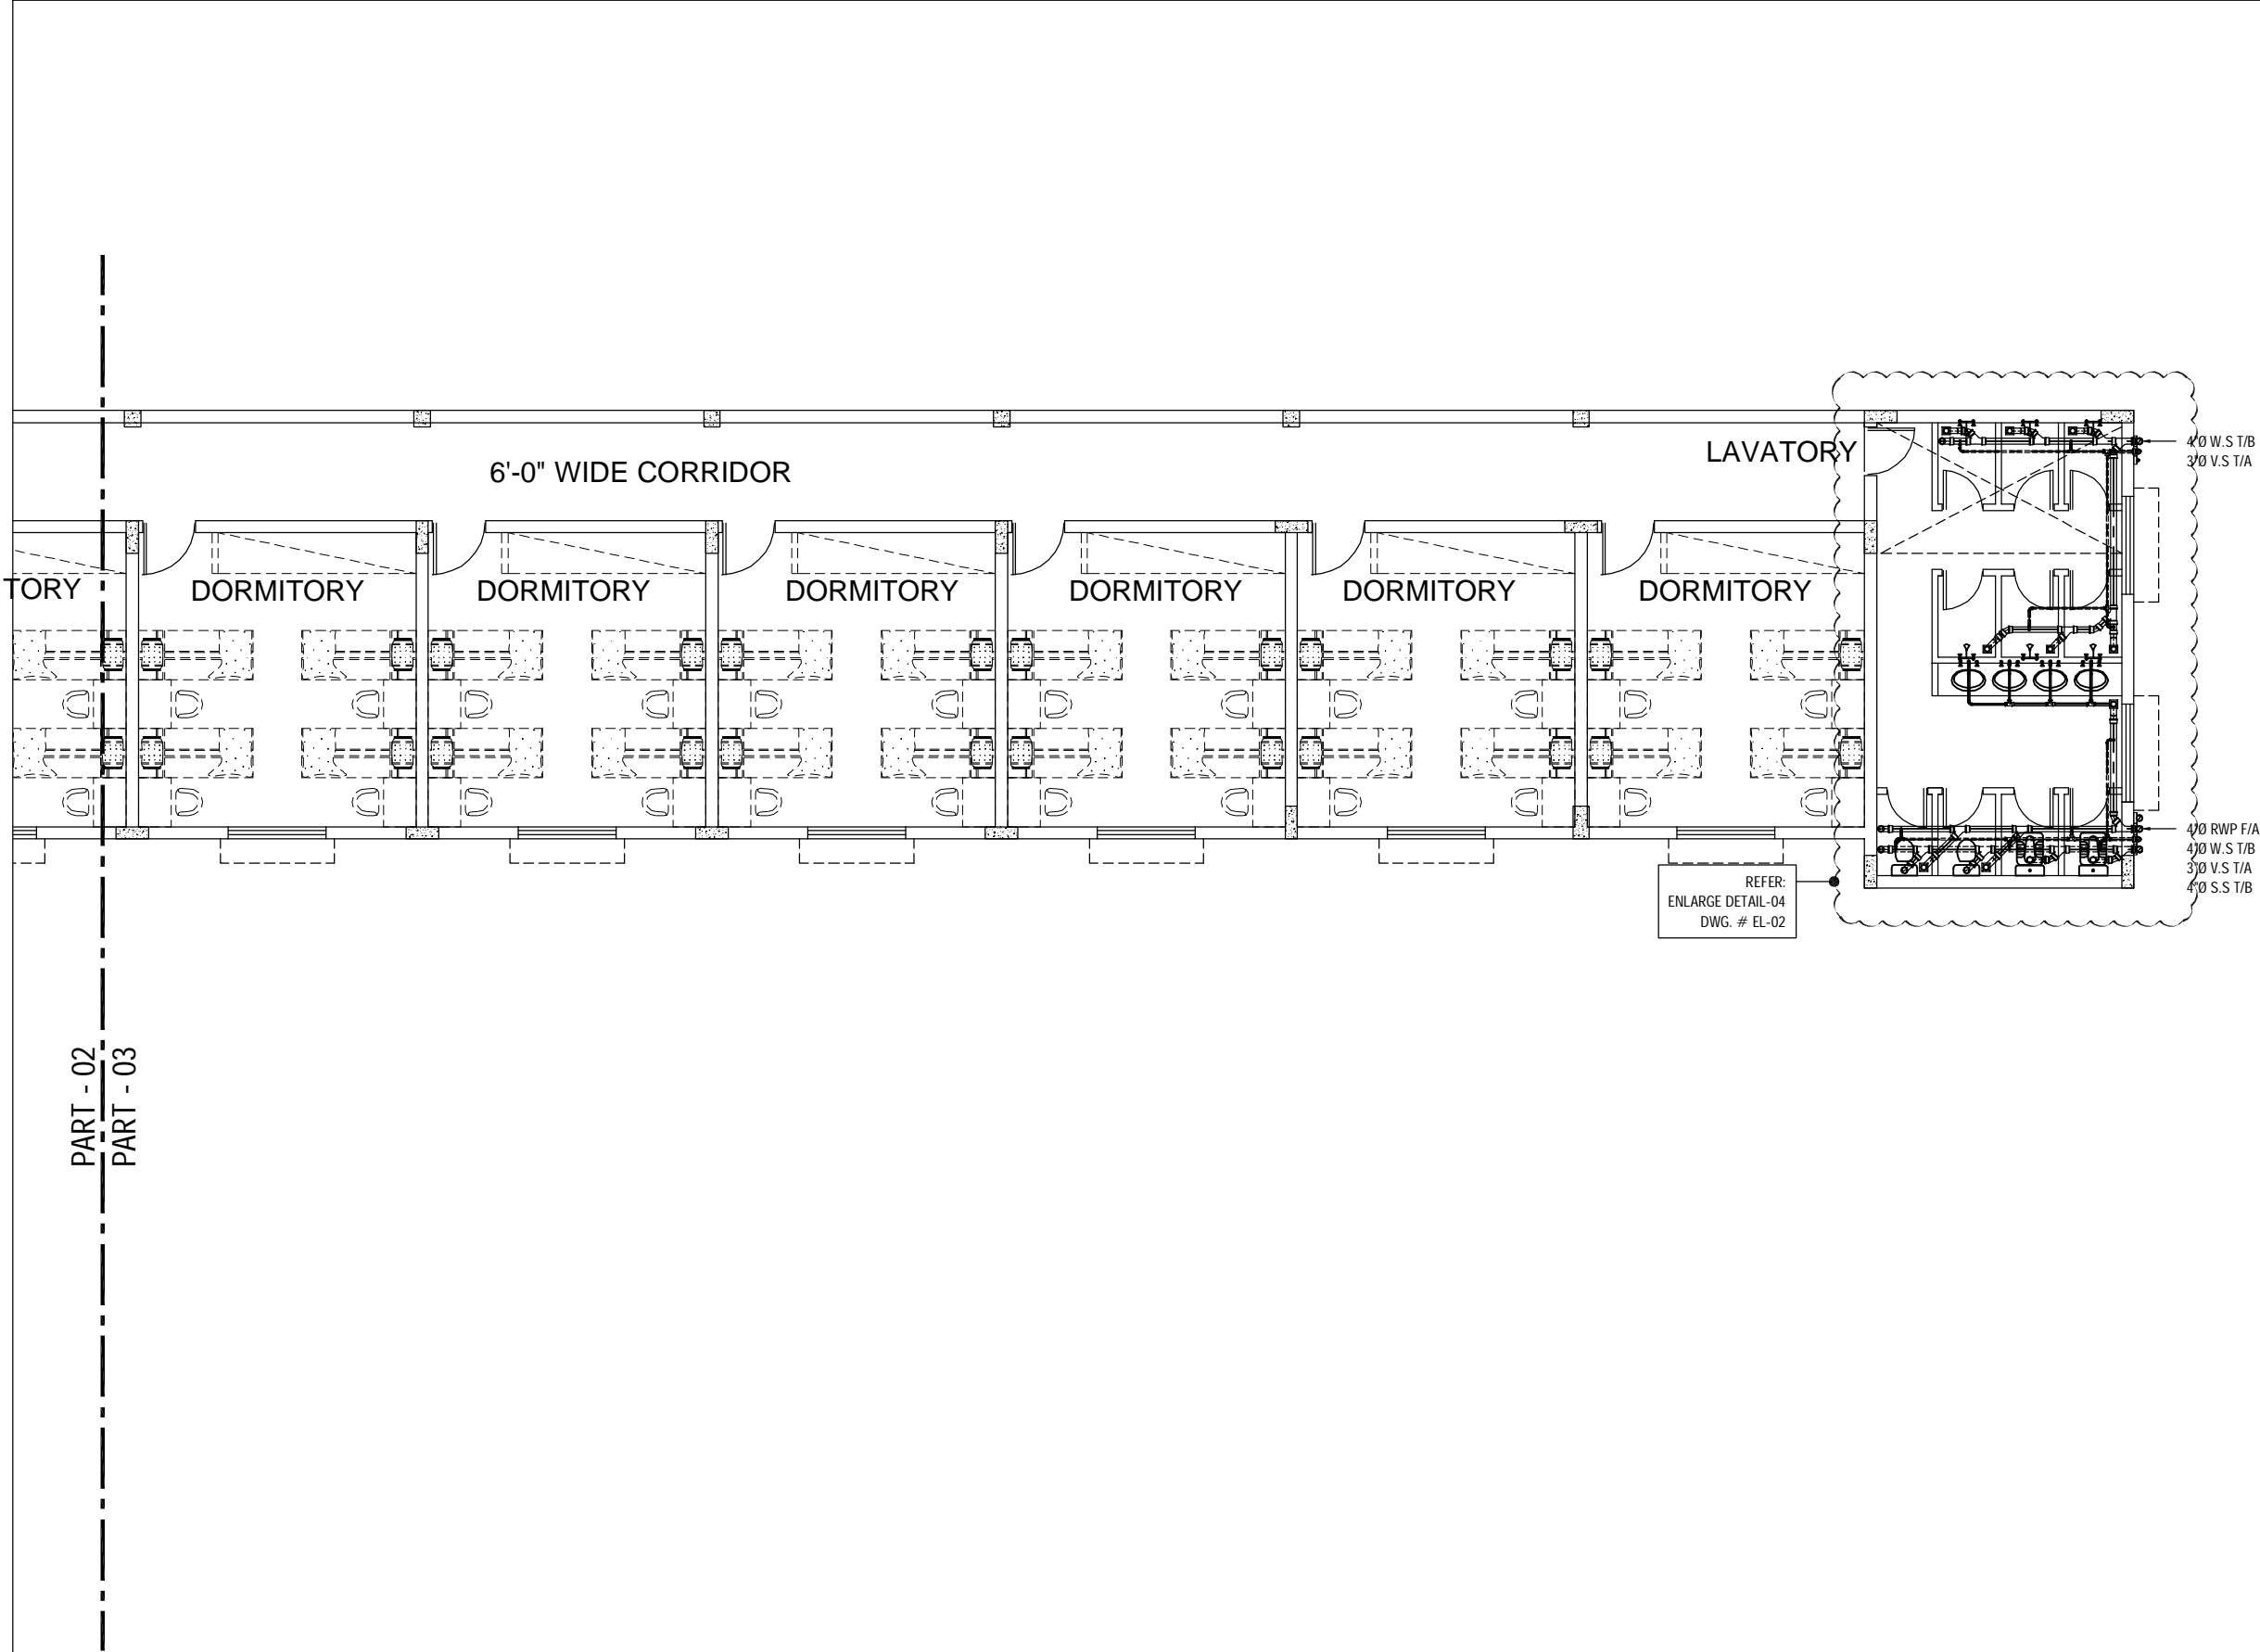 LAVATORY
4"Ø W.S T/B
3"Ø V.S T/A
6'-0" WIDE CORRIDOR
TORY
DORMITORY
DORMITORY
DORMITORY
DORMITORY
DORMITORY
DORMITORY
4"Ø RWP F/A
4"Ø W.S T/B
3"Ø V.S T/A
4"Ø S.S T/B
REFER:
ENLARGE DETAIL-04
DWG. # EL-02
PART - 02
PART - 03